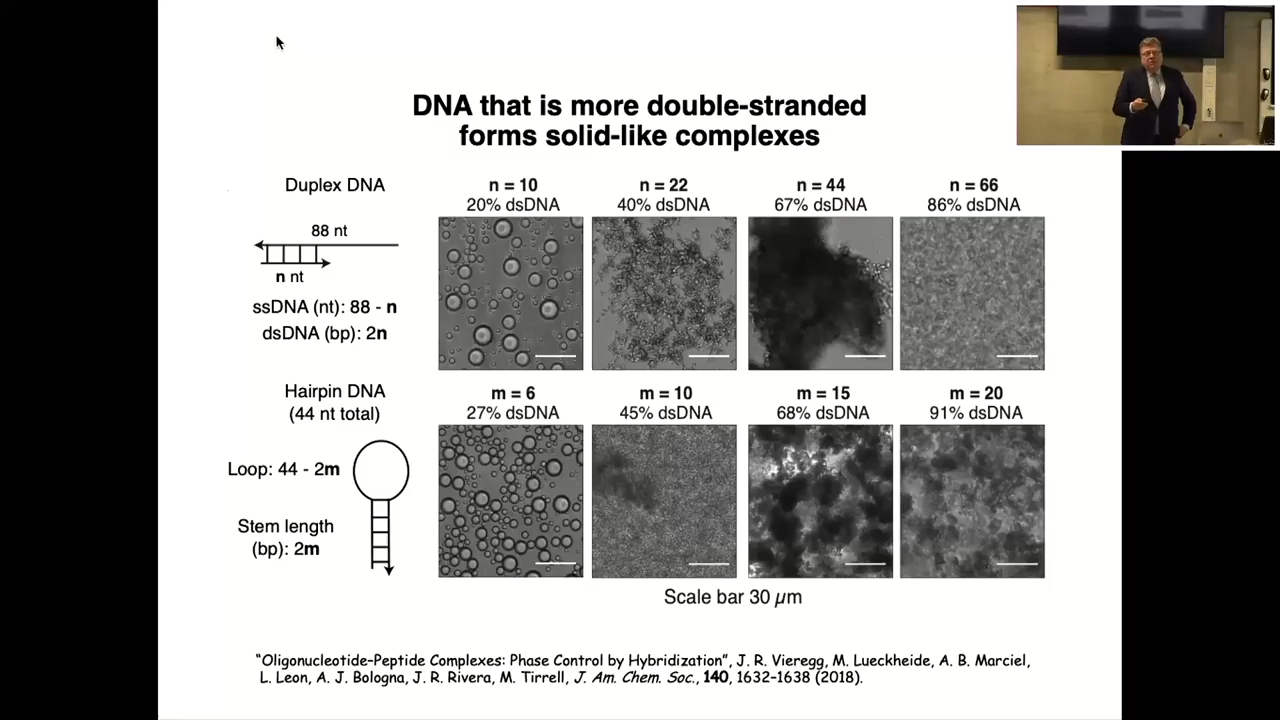 DNA that is more double-stranded
forms solid-like complexes
Duplex DNA
88 nt
n nt
ssDNA (nt): 88 - n
dsDNA (bp): 2n
n = 10
20% dsDNA
n = 22
40% dsDNA
n = 44
67% dsDNA
n = 66
86% dsDNA
Hairpin DNA
(44 nt total)
Loop: 44 - 2m
Stem length
(bp): 2m
m = 6
27% dsDNA
m = 10
45% dsDNA
m = 15
68% dsDNA
m = 20
91% dsDNA
Scale bar 30 µm
“Oligonucleotide–Peptide Complexes: Phase Control by Hybridization”, J. R. Vieregg, M. Lueckheide, A. B. Marciel,
L. Leon, A. J. Bologna, J. R. Rivera, M. Tirrell, J. Am. Chem. Soc., 140, 1632–1638 (2018).